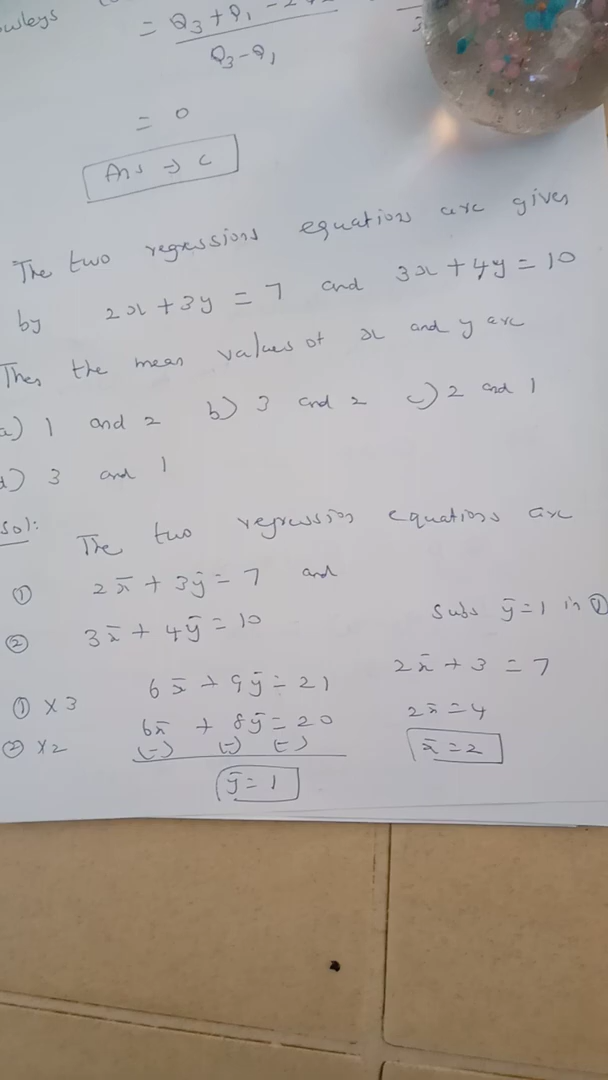 = Q₃ + Q₁ -
Q₃ - Q₁
= 0
Ans → C
The two regressions equations are given
by 2x + 3y = 7 and 3x + 4y = 10
Then the mean values of x and y are
a) 1 and 2 b) 3 and 2 c) 2 and 1
d) 3 and 1
Sol: The two regression equations are
① 2x̄ + 3ȳ = 7 and
② 3x̄ + 4ȳ = 10
① X 3 6x̄ + 9ȳ = 21
② X 2 6x̄ + 8ȳ = 20
(-) (-) (-)
ȳ = 1
Subs ȳ = 1 in ①
2x̄ + 3 = 7
2x̄ = 4
x̄ = 2